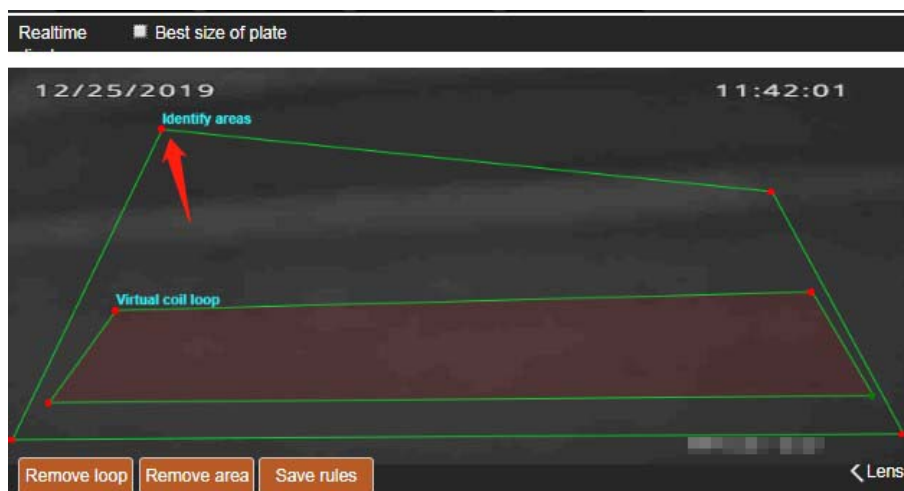 Realtime
Best size of plate
12/25/2019
11:42:01
Identify areas
Virtual coil loop
Remove loop
Remove area
Save rules
Lens